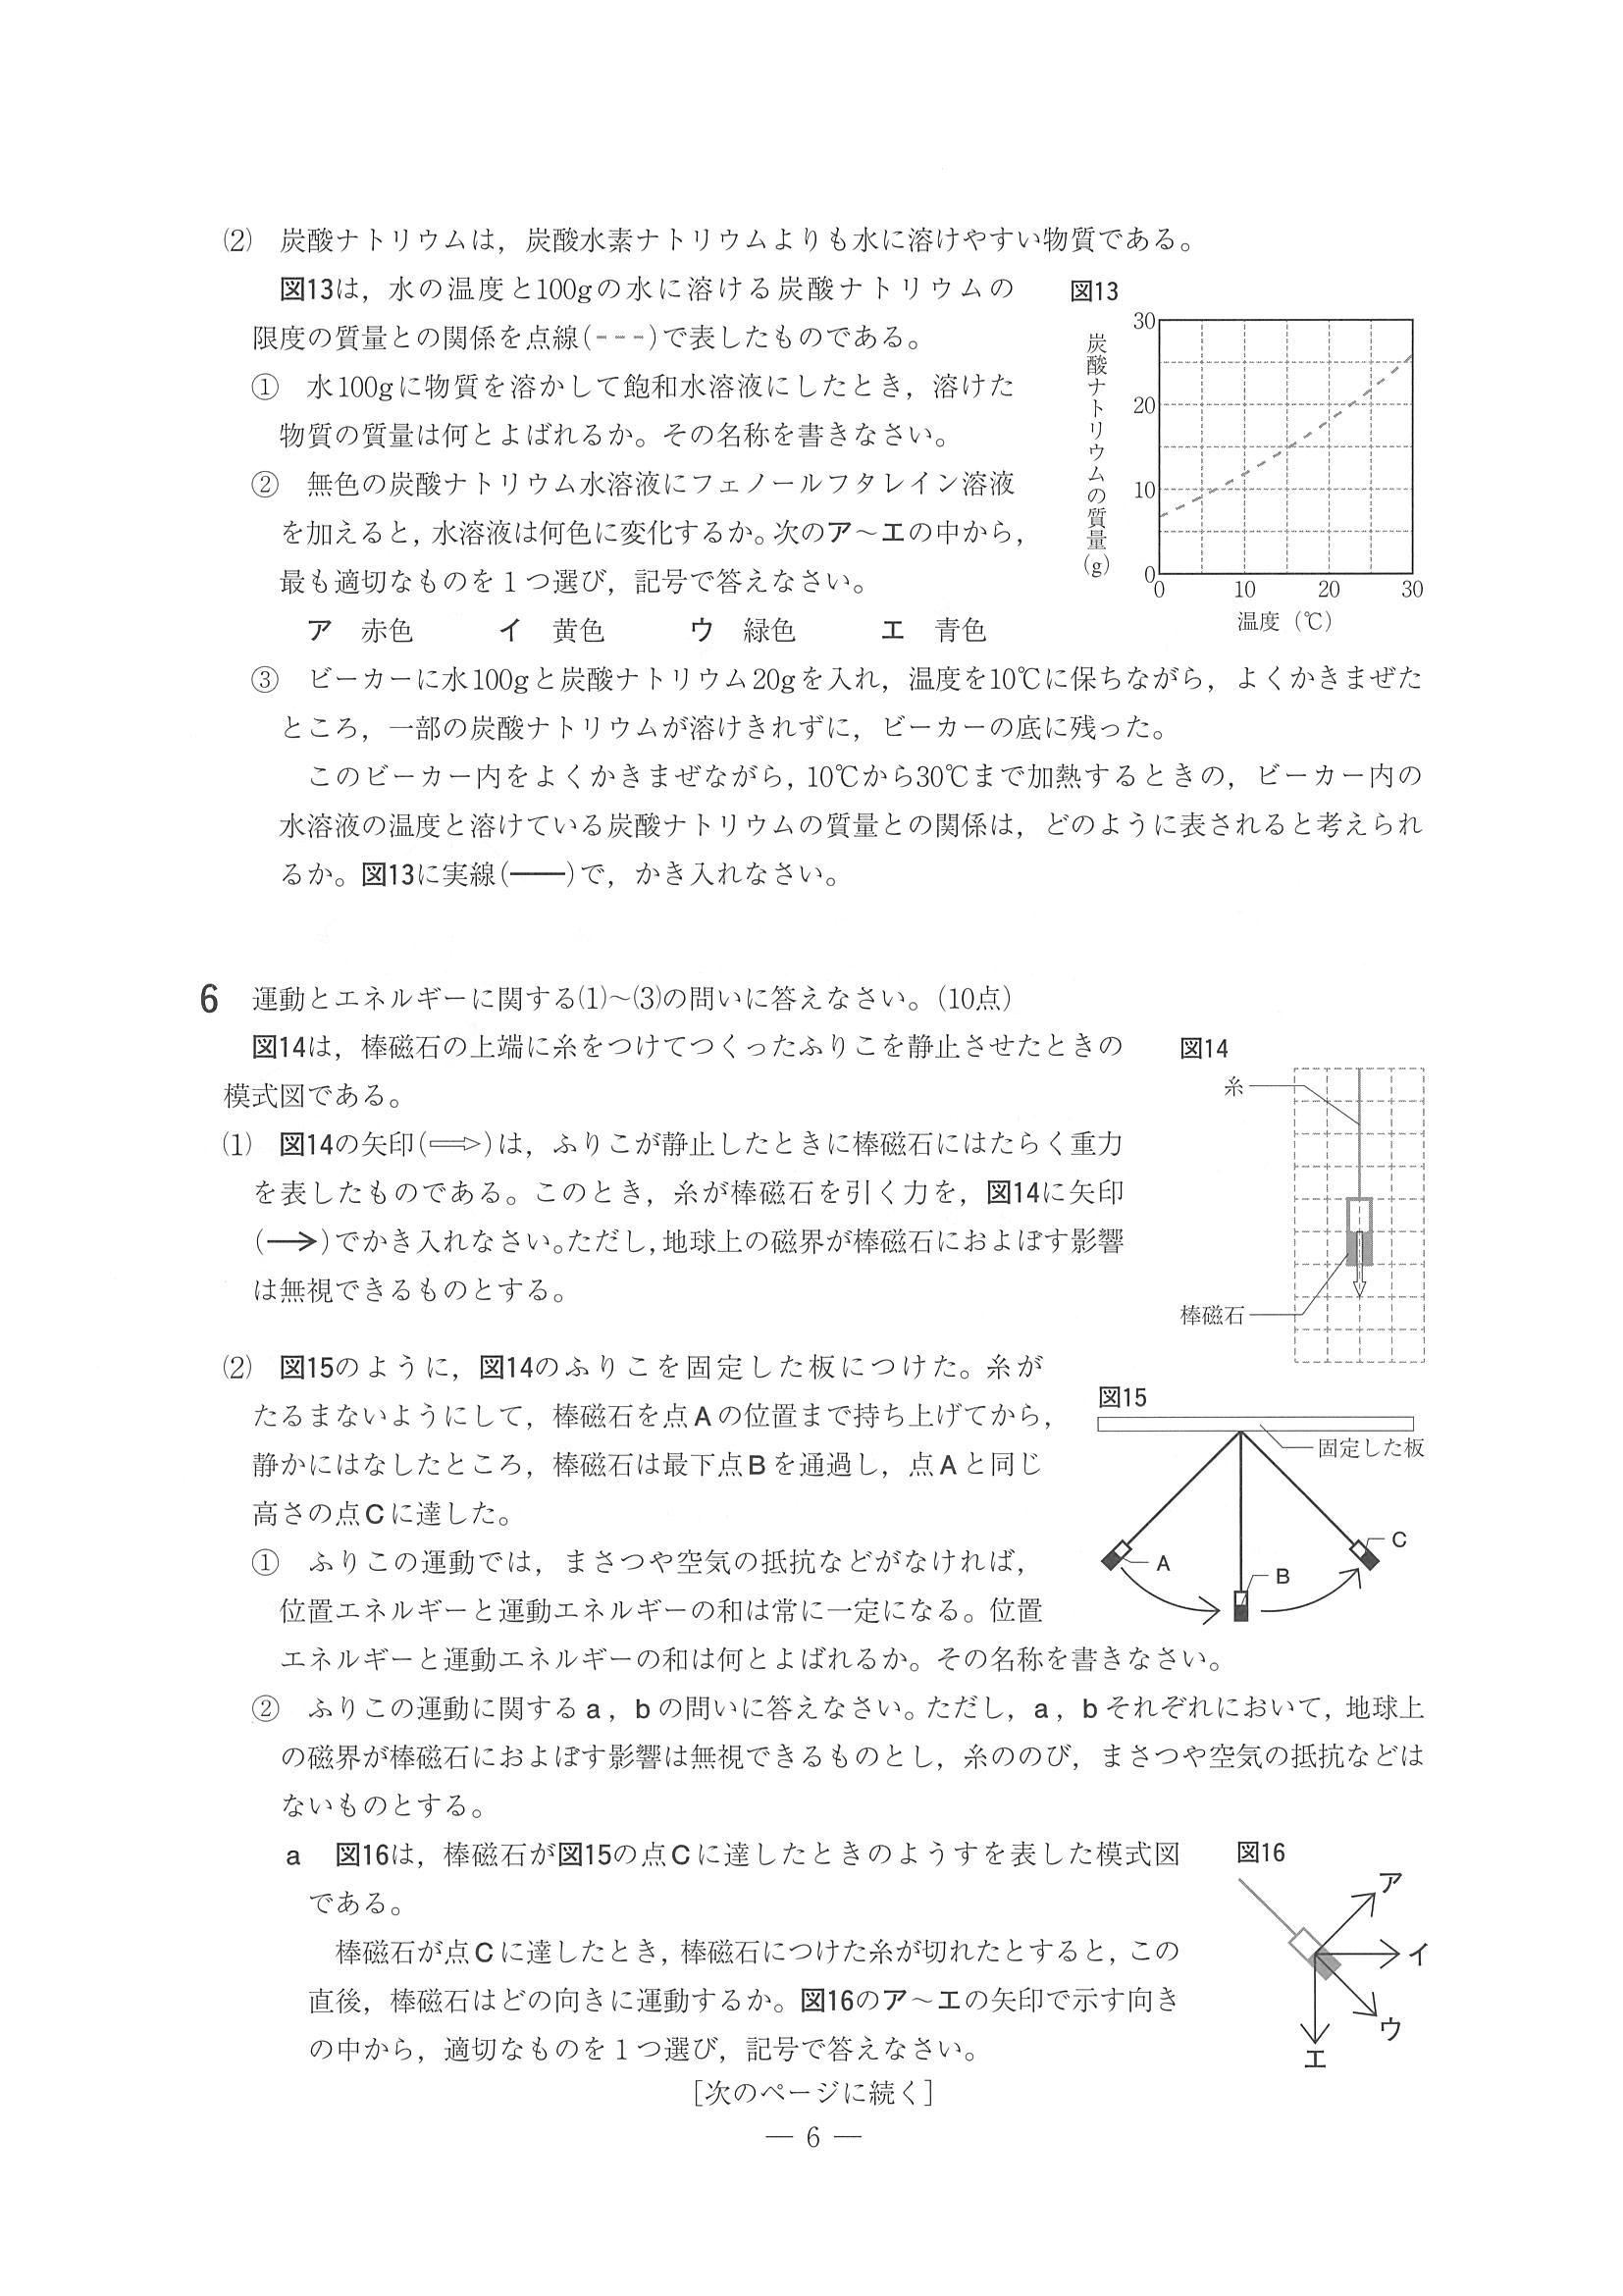 ⑵　炭酸ナトリウムは，炭酸水素ナトリウムよりも水に溶けやすい物質である。
図13は，水の温度と100gの水に溶ける炭酸ナトリウムの
限度の質量との関係を点線(---)で表したものである。
①　水100gに物質を溶かして飽和水溶液にしたとき，溶けた
物質の質量は何とよばれるか。その名称を書きなさい。
②　無色の炭酸ナトリウム水溶液にフェノールフタレイン溶液
を加えると，水溶液は何色に変化するか。次のア～エの中から，
最も適切なものを１つ選び，記号で答えなさい。
ア　赤色　イ　黄色　ウ　緑色　エ　青色
図13
炭酸ナトリウムの質量(g)
30
20
10
0
0　10　20　30
温度（℃）
③　ビーカーに水100gと炭酸ナトリウム20gを入れ，温度を10℃に保ちながら，よくかきまぜた
ところ，一部の炭酸ナトリウムが溶けきれずに，ビーカーの底に残った。
このビーカー内をよくかきまぜながら，10℃から30℃まで加熱するときの，ビーカー内の
水溶液の温度と溶けている炭酸ナトリウムの質量との関係は，どのように表されると考えられ
るか。図13に実線(──)で，かき入れなさい。
6　運動とエネルギーに関する⑴～⑶の問いに答えなさい。(10点)
図14は，棒磁石の上端に糸をつけてつくったふりこを静止させたときの
模式図である。
⑴　図14の矢印(⇨)は，ふりこが静止したときに棒磁石にはたらく重力
を表したものである。このとき，糸が棒磁石を引く力を，図14に矢印
(→)でかき入れなさい。ただし，地球上の磁界が棒磁石におよぼす影響
は無視できるものとする。
図14
糸
棒磁石
⑵　図15のように，図14のふりこを固定した板につけた。糸が
たるまないようにして，棒磁石を点Aの位置まで持ち上げてから，
静かにはなしたところ，棒磁石は最下点Bを通過し，点Aと同じ
高さの点Cに達した。
①　ふりこの運動では，まさつや空気の抵抗などがなければ，
位置エネルギーと運動エネルギーの和は常に一定になる。位置
エネルギーと運動エネルギーの和は何とよばれるか。その名称を書きなさい。
図15
固定した板
A
B
C
②　ふりこの運動に関するa，bの問いに答えなさい。ただし，a，bそれぞれにおいて，地球上
の磁界が棒磁石におよぼす影響は無視できるものとし，糸ののび，まさつや空気の抵抗などは
ないものとする。
a　図16は，棒磁石が図15の点Cに達したときのようすを表した模式図
である。
棒磁石が点Cに達したとき，棒磁石につけた糸が切れたとすると，この
直後，棒磁石はどの向きに運動するか。図16のア～エの矢印で示す向き
の中から，適切なものを１つ選び，記号で答えなさい。
図16
ア
イ
ウ
エ
［次のページに続く］
― 6 ―